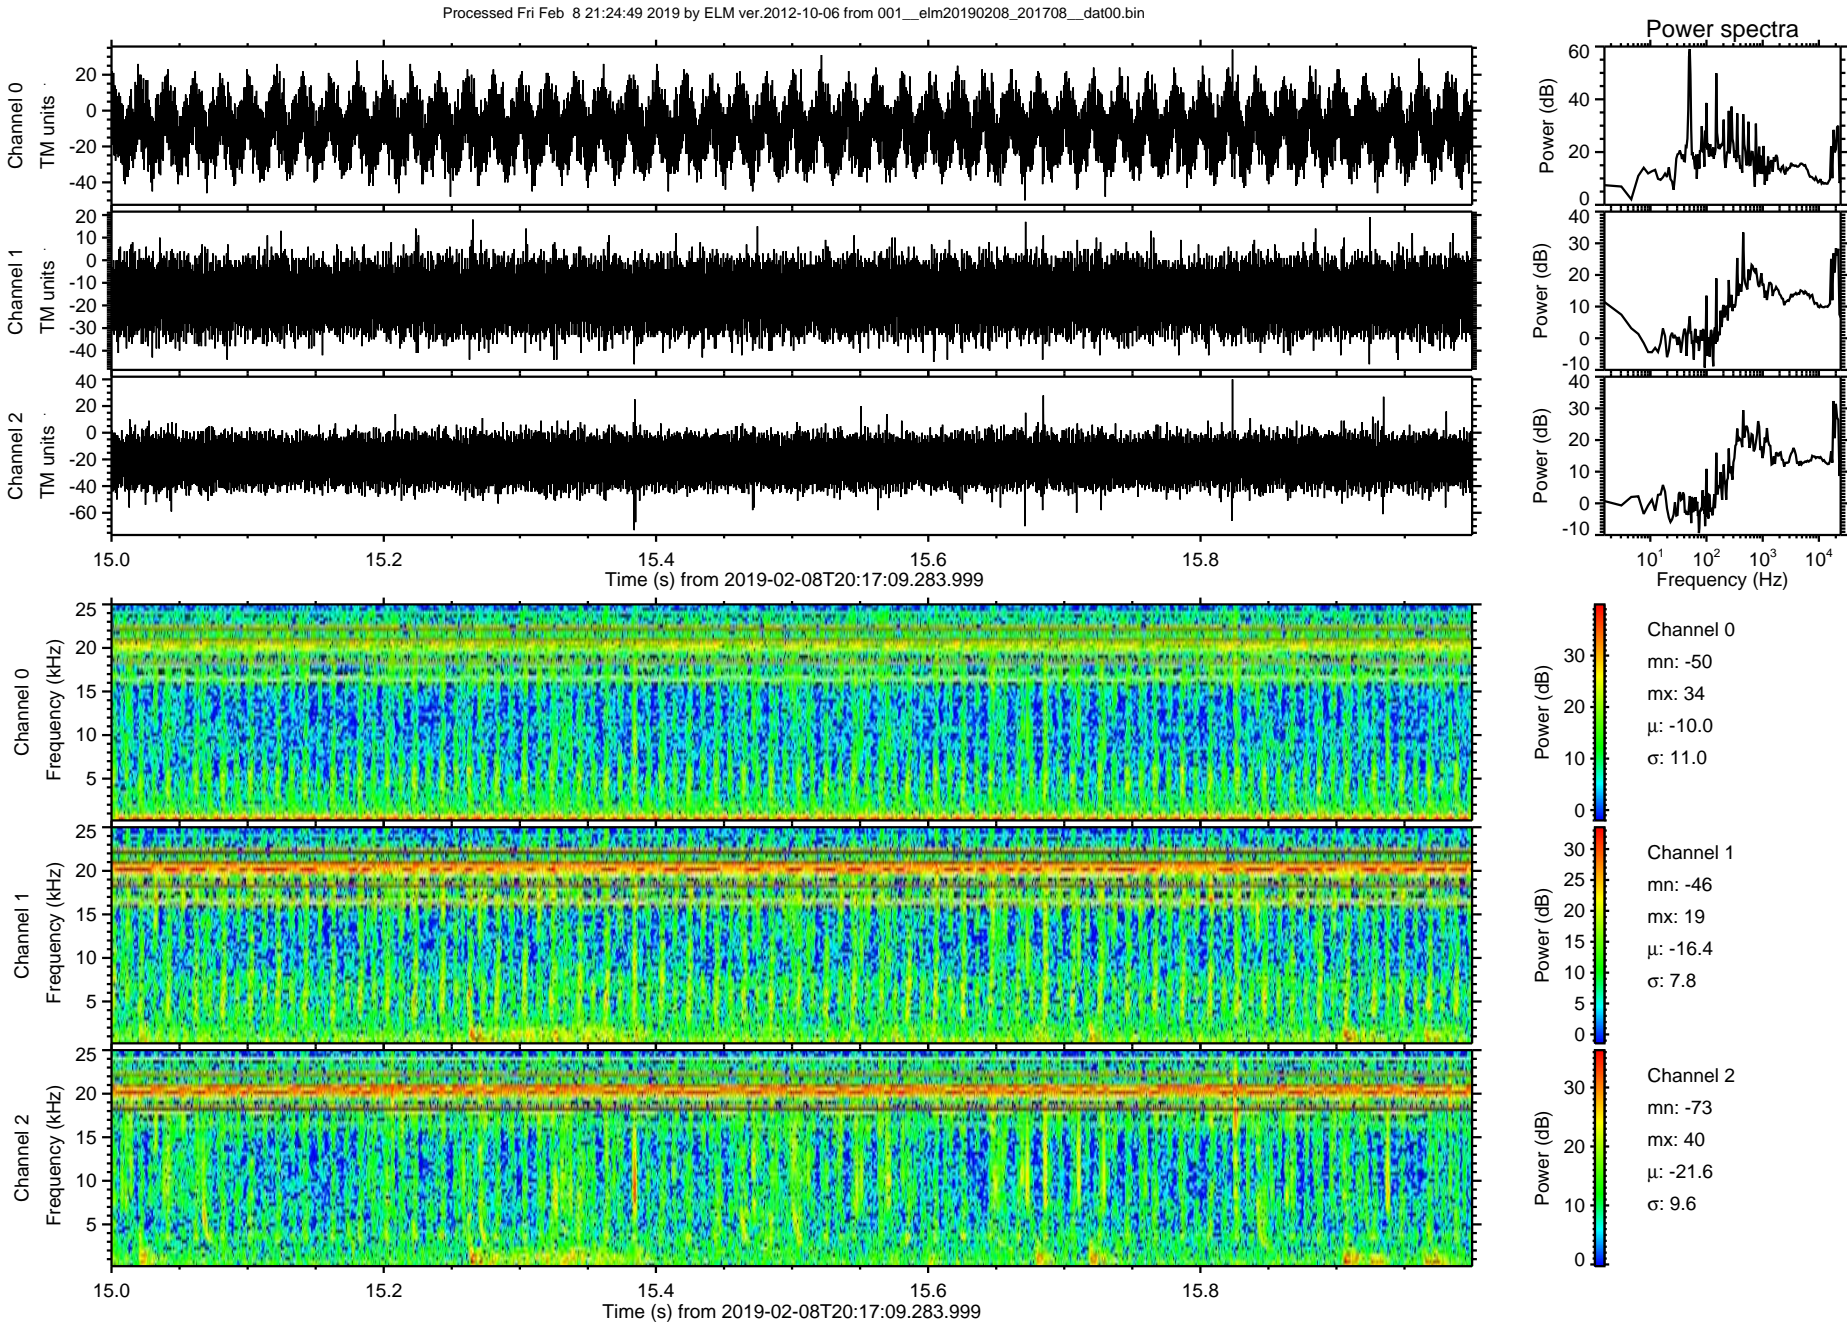 Processed Fri Feb  8 21:24:49 2019 by ELM ver.2012-10-06 from 001__elm20190208_201708__dat00.bin
Power spectra
Channel 0
TM units
20
0
-20
-40
Power (dB)
60
40
20
0
Channel 1
TM units
20
10
0
-10
-20
-30
-40
Power (dB)
40
30
20
10
0
-10
Channel 2
TM units
40
20
0
-20
-40
-60
Power (dB)
40
30
20
10
0
-10
15.0 15.2 15.4 15.6 15.8
Time (s) from 2019-02-08T20:17:09.283.999
10¹ 10² 10³ 10⁴
Frequency (Hz)
Channel 0
Frequency (kHz)
25
20
15
10
5
Power (dB)
30
20
10
0
Channel 0
mn: -50
mx: 34
μ: -10.0
σ: 11.0
Channel 1
Frequency (kHz)
25
20
15
10
5
Power (dB)
30
25
20
15
10
5
0
Channel 1
mn: -46
mx: 19
μ: -16.4
σ: 7.8
Channel 2
Frequency (kHz)
25
20
15
10
5
Power (dB)
30
20
10
0
Channel 2
mn: -73
mx: 40
μ: -21.6
σ: 9.6
15.0 15.2 15.4 15.6 15.8
Time (s) from 2019-02-08T20:17:09.283.999